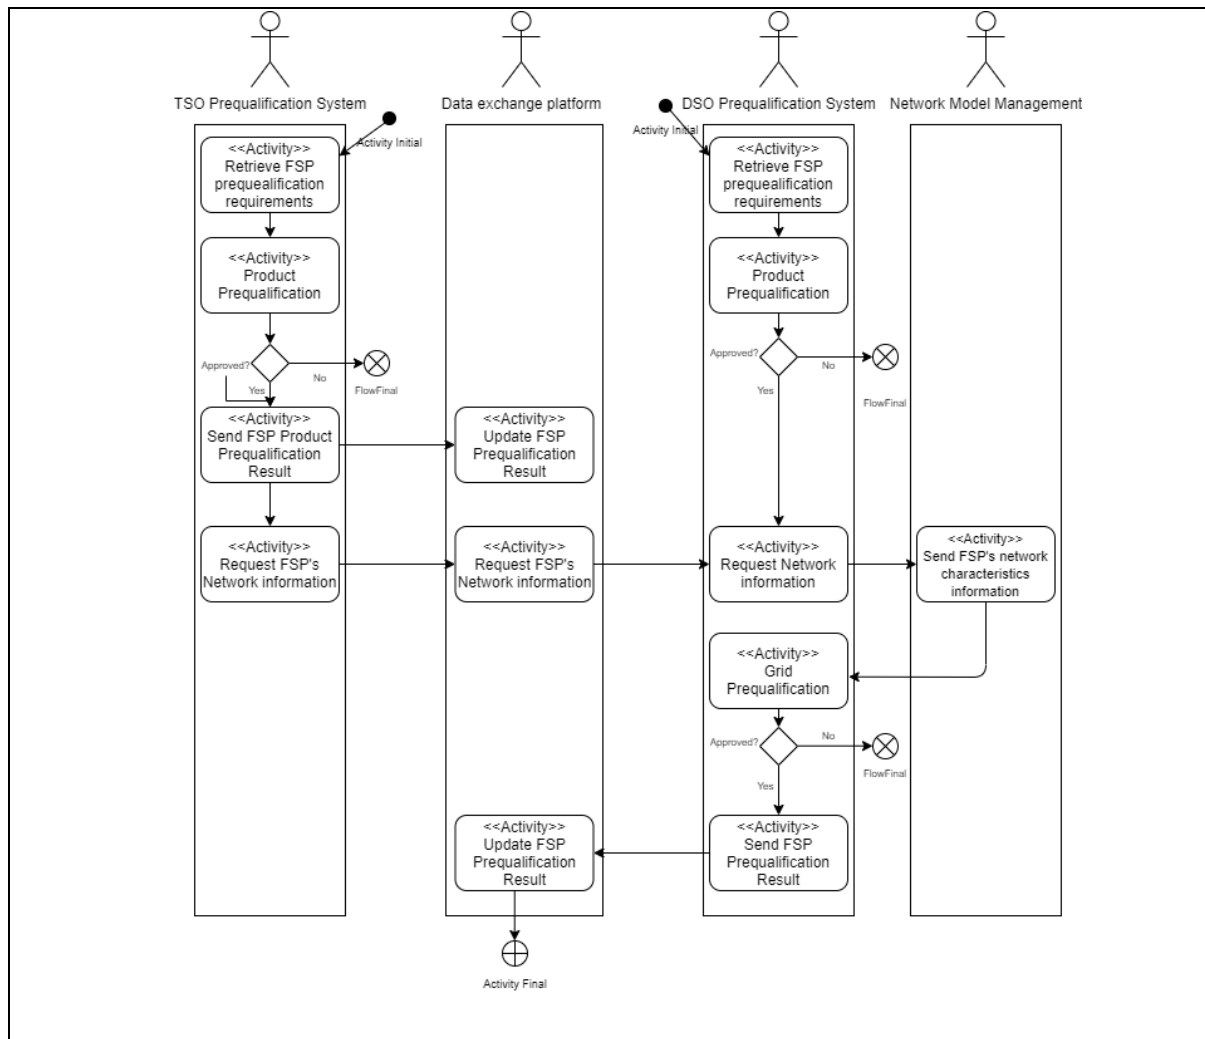 TSO Prequalification System
Data exchange platform
DSO Prequalification System
Network Model Management
Activity Initial
Activity Initial
<<Activity>>
Retrieve FSP
prequealification
requirements
<<Activity>>
Retrieve FSP
prequealification
requirements
<<Activity>>
Product
Prequalification
<<Activity>>
Product
Prequalification
Approved?
No
Yes
FlowFinal
Approved?
No
Yes
FlowFinal
<<Activity>>
Send FSP Product
Prequalification
Result
<<Activity>>
Update FSP
Prequalification
Result
<<Activity>>
Request FSP's
Network information
<<Activity>>
Request FSP's
Network information
<<Activity>>
Request Network
information
<<Activity>>
Send FSP's network
characteristics
information
<<Activity>>
Grid
Prequalification
Approved?
No
Yes
FlowFinal
<<Activity>>
Update FSP
Prequalification
Result
<<Activity>>
Send FSP
Prequalification
Result
Activity Final